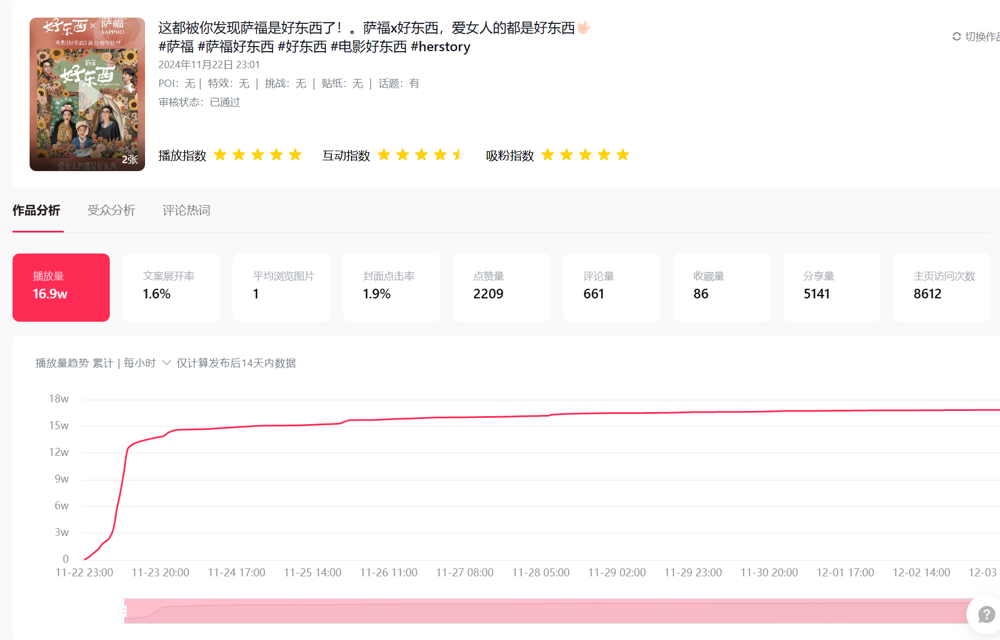 好东西 × 萨福
SAPPHO
电影《好东西》异业合作伙伴
好东西
爱女人的都是好东西
2张
这都被你发现萨福是好东西了！。萨福x好东西，爱女人的都是好东西🤟🏻
#萨福 #萨福好东西 #好东西 #电影好东西 #herstory
2024年11月22日 23:01
POI：无 | 特效：无 | 挑战：无 | 贴纸：无 | 话题：有
审核状态：已通过
播放指数 互动指数 吸粉指数
切换作品
作品分析 受众分析 评论热词
播放量 文案展开率 平均浏览图片 封面点击率 点赞量 评论量 收藏量 分享量 主页访问次数
16.9w 1.6% 1 1.9% 2209 661 86 5141 8612
播放量趋势 累计 | 每小时 仅计算发布后14天内数据
18w
15w
12w
9w
6w
3w
0
11-22 23:00 11-23 20:00 11-24 17:00 11-25 14:00 11-26 11:00 11-27 08:00 11-28 05:00 11-29 02:00 11-29 23:00 11-30 20:00 12-01 17:00 12-02 14:00 12-03